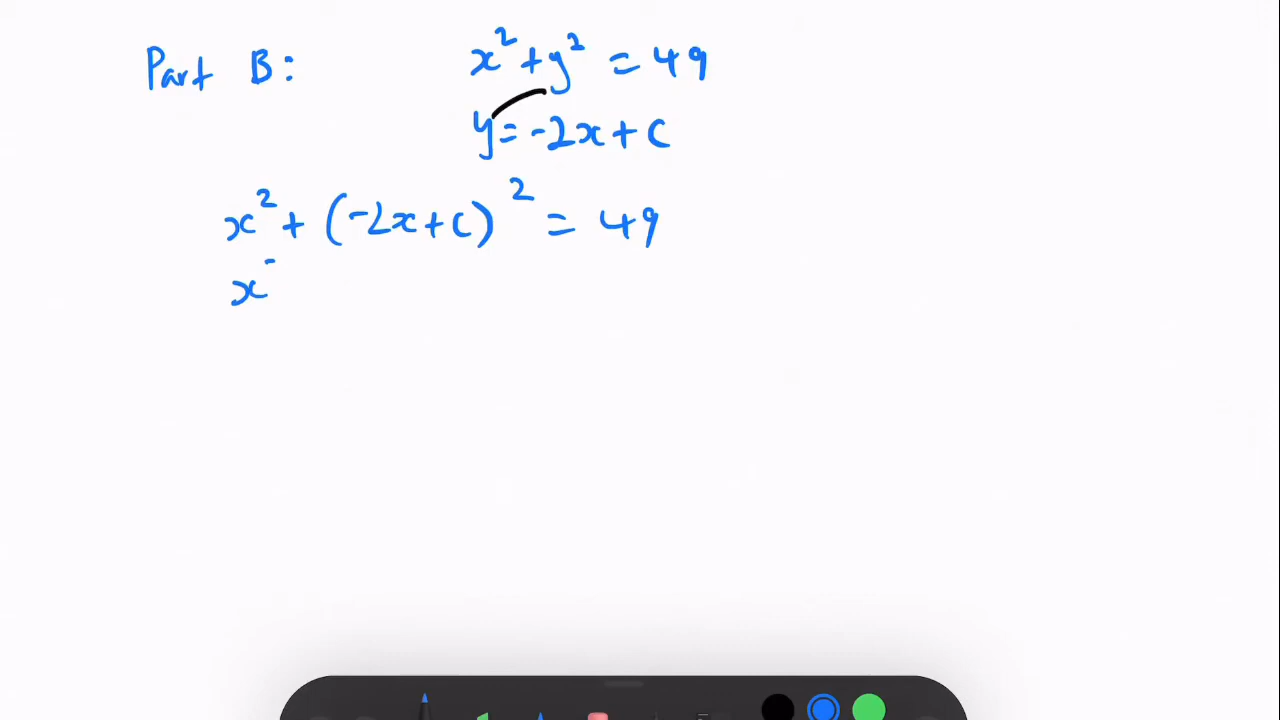 Part B: x² + y² = 49
y = -2x + c
x² + (-2x + c)² = 49
x